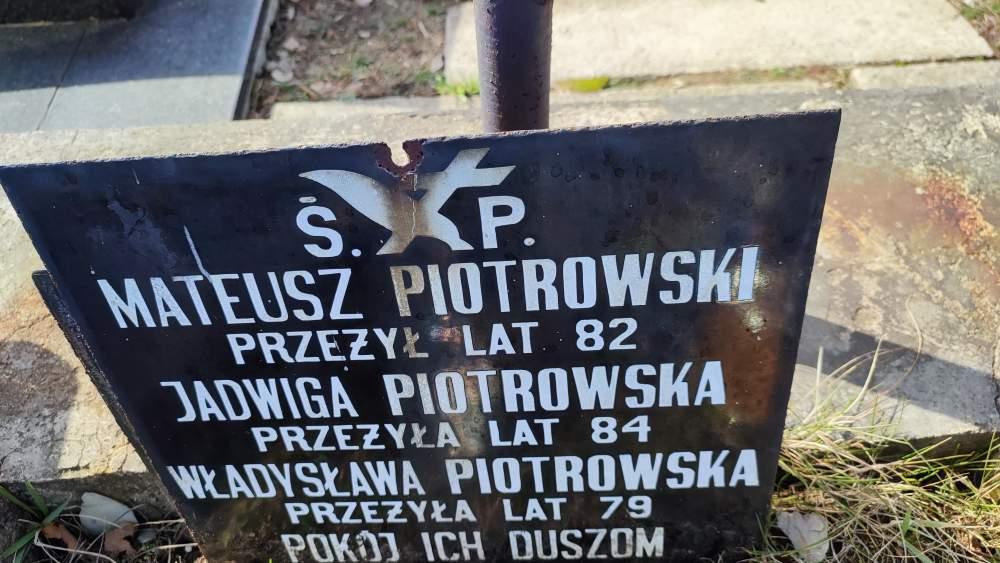 Ś. P.
MATEUSZ PIOTROWSKI
PRZEŻYŁ LAT 82
JADWIGA PIOTROWSKA
PRZEŻYŁA LAT 84
WŁADYSŁAWA PIOTROWSKA
PRZEŻYŁA LAT 79
POKÓJ ICH DUSZOM